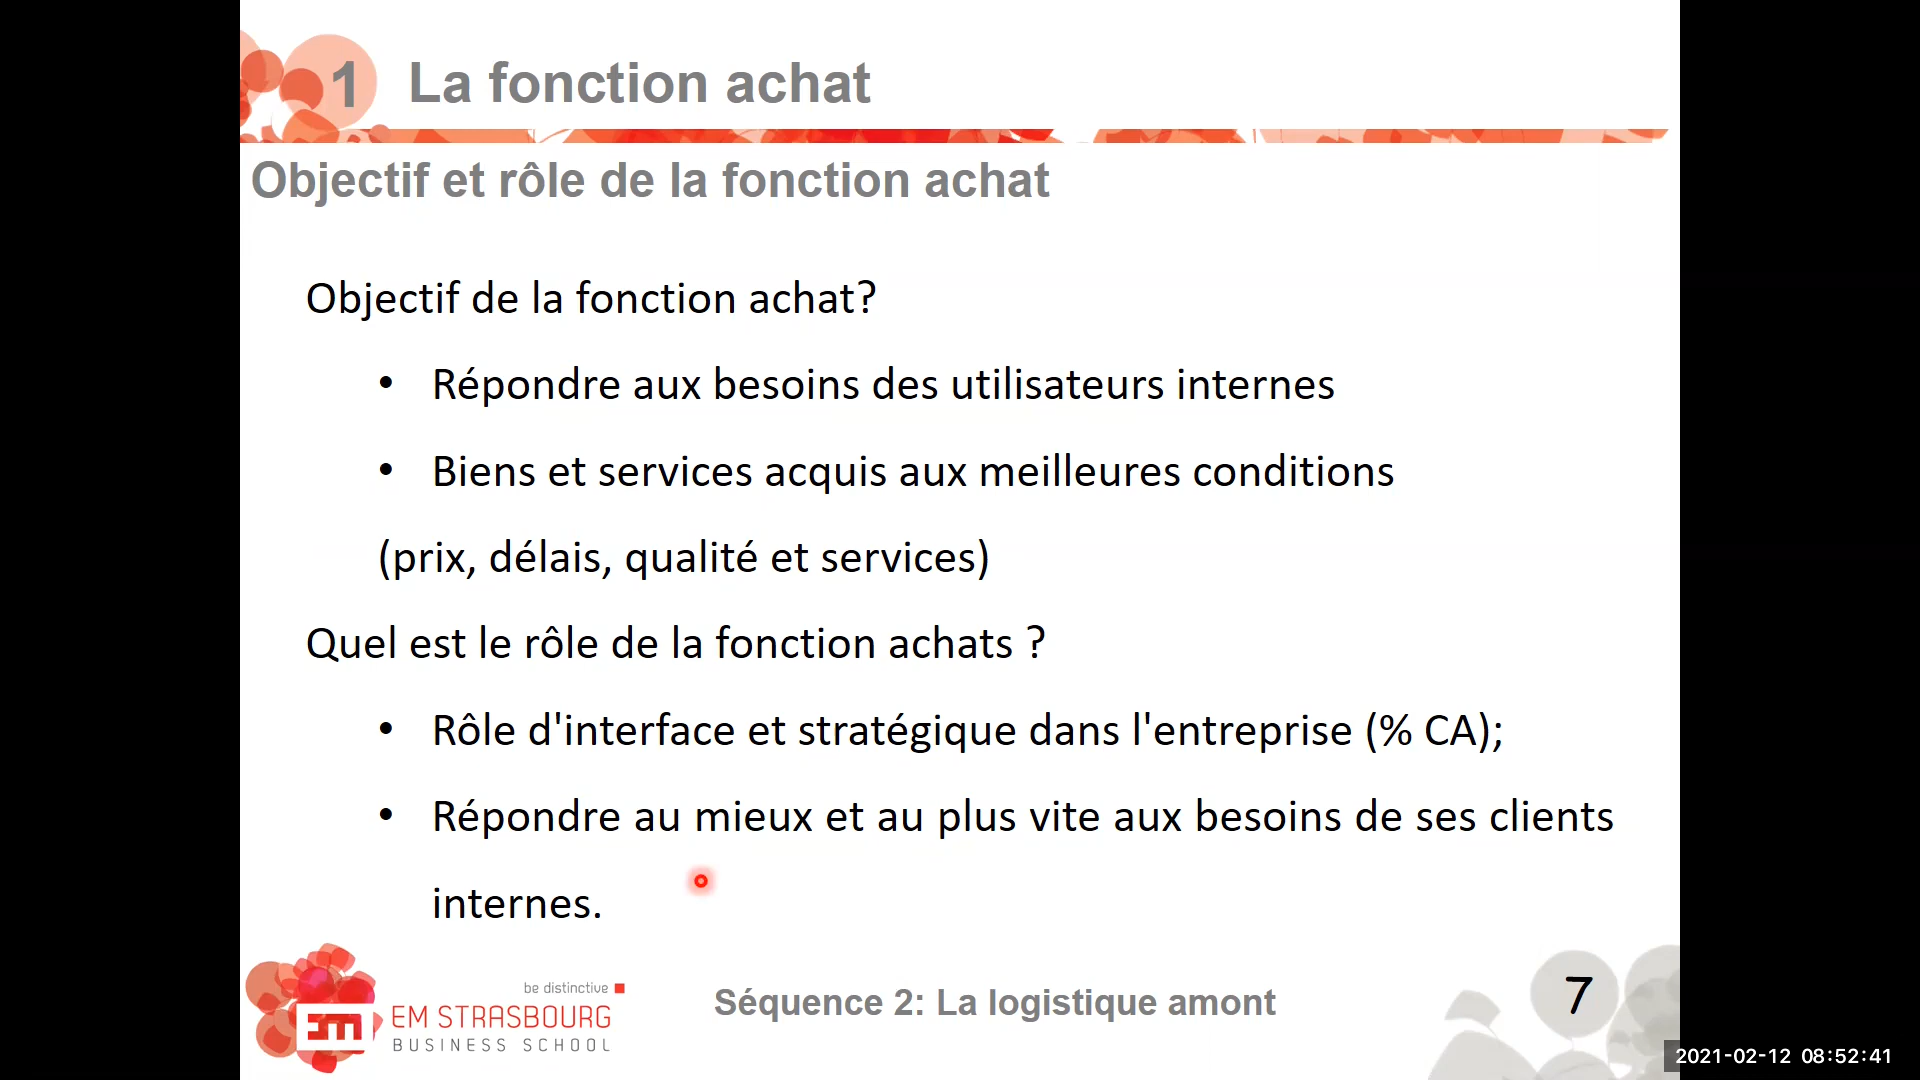 1 La fonction achat
Objectif et rôle de la fonction achat
Objectif de la fonction achat?
• Répondre aux besoins des utilisateurs internes
• Biens et services acquis aux meilleures conditions
(prix, délais, qualité et services)
Quel est le rôle de la fonction achats ?
• Rôle d'interface et stratégique dans l'entreprise (% CA);
• Répondre au mieux et au plus vite aux besoins de ses clients
internes.
be distinctive
EM
EM STRASBOURG
BUSINESS SCHOOL
Séquence 2: La logistique amont
7
2021-02-12 08:52:41